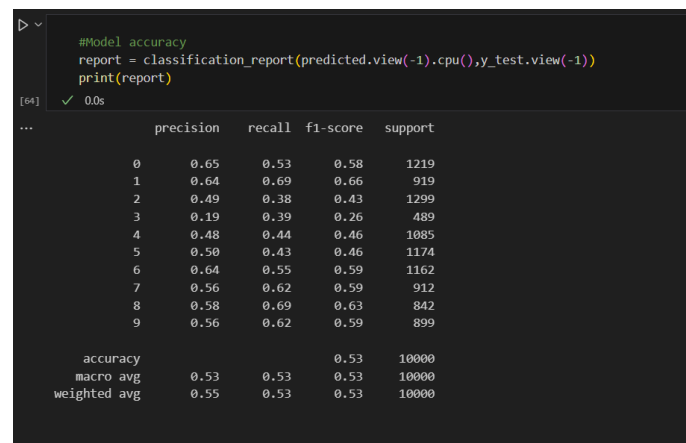 #Model accuracy
report = classification_report(predicted.view(-1).cpu(),y_test.view(-1))
print(report)
[64] ✓ 0.0s
... precision recall f1-score support
0 0.65 0.53 0.58 1219
1 0.64 0.69 0.66 919
2 0.49 0.38 0.43 1299
3 0.19 0.39 0.26 489
4 0.48 0.44 0.46 1085
5 0.50 0.43 0.46 1174
6 0.64 0.55 0.59 1162
7 0.56 0.62 0.59 912
8 0.58 0.69 0.63 842
9 0.56 0.62 0.59 899
accuracy 0.53 10000
macro avg 0.53 0.53 0.53 10000
weighted avg 0.55 0.53 0.53 10000